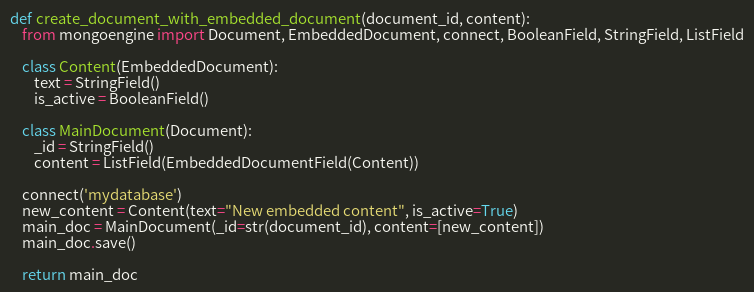 def create_document_with_embedded_document(document_id, content):
from mongoengine import Document, EmbeddedDocument, connect, BooleanField, StringField, ListField
class Content(EmbeddedDocument):
text = StringField()
is_active = BooleanField()
class MainDocument(Document):
_id = StringField()
content = ListField(EmbeddedDocumentField(Content))
connect('mydatabase')
new_content = Content(text="New embedded content", is_active=True)
main_doc = MainDocument(_id=str(document_id), content=[new_content])
main_doc.save()
return main_doc